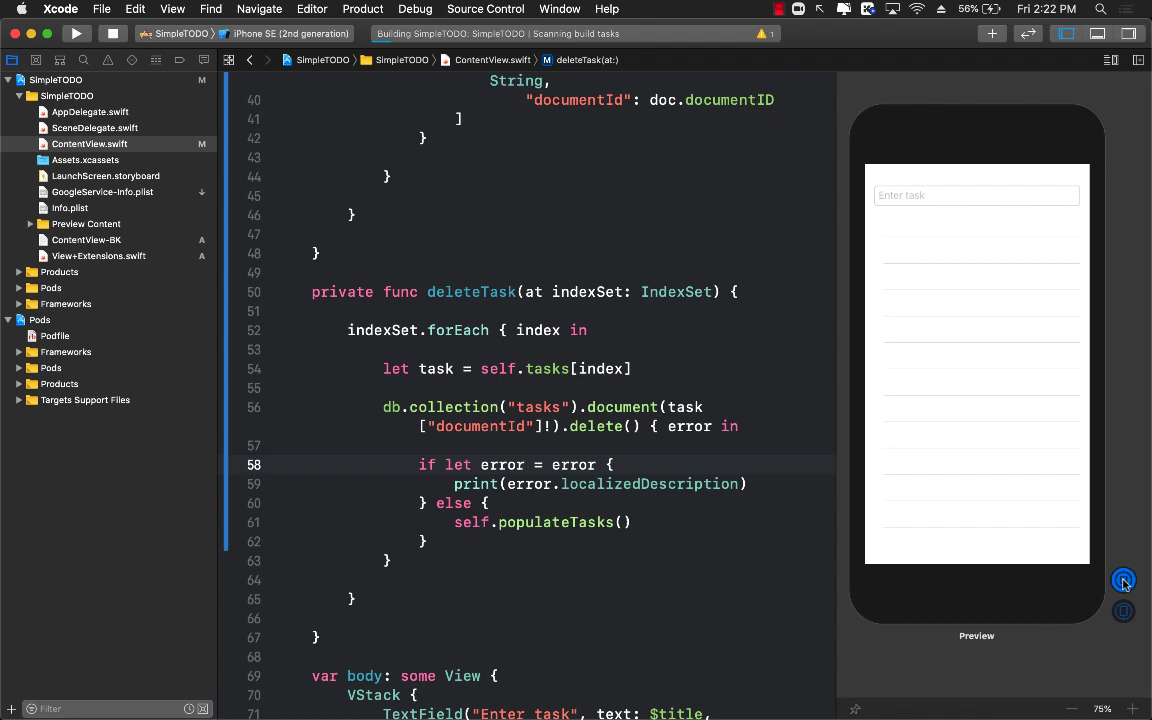 Xcode File Edit View Find Navigate Editor Product Debug Source Control Window Help 56% Fri 2:22 PM
SimpleTODO iPhone SE (2nd generation) Building SimpleTODO: SimpleTODO | Scanning build tasks 1
SimpleTODO SimpleTODO ContentView.swift M deleteTask(at:)
SimpleTODO M
SimpleTODO
AppDelegate.swift
SceneDelegate.swift
ContentView.swift M
Assets.xcassets
LaunchScreen.storyboard
GoogleService-Info.plist
Info.plist
Preview Content
ContentView-BK A
View+Extensions.swift A
Products
Pods
Frameworks
Pods
Podfile
Frameworks
Pods
Products
Targets Support Files
Filter
String,
40 "documentId": doc.documentID
41 ]
42 }
43
44 }
45
46 }
47
48 }
49
50 private func deleteTask(at indexSet: IndexSet) {
51
52 indexSet.forEach { index in
53
54 let task = self.tasks[index]
55
56 db.collection("tasks").document(task
["documentId"]!).delete() { error in
57
58 if let error = error {
59 print(error.localizedDescription)
60 } else {
61 self.populateTasks()
62 }
63 }
64
65 }
66
67 }
68
69 var body: some View {
70 VStack {
71 TextField("Enter task", text: $title,
Enter task
Preview
75%